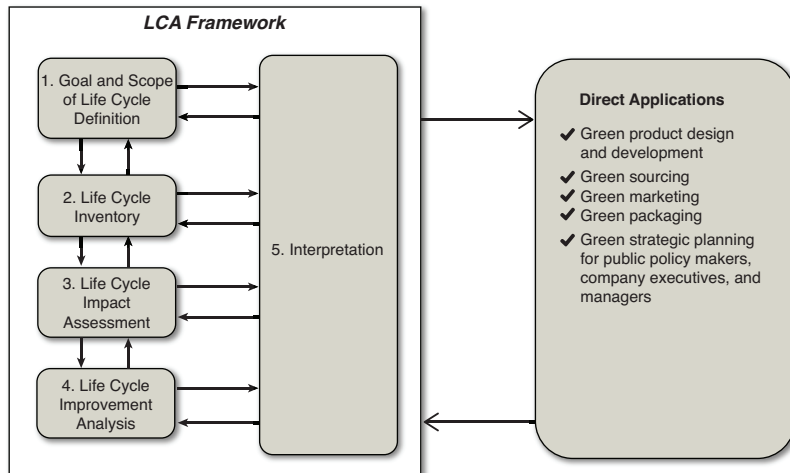 LCA Framework
1. Goal and Scope
of Life Cycle
Definition
2. Life Cycle
Inventory
3. Life Cycle
Impact
Assessment
4. Life Cycle
Improvement
Analysis
5. Interpretation
Direct Applications
✔ Green product design
and development
✔ Green sourcing
✔ Green marketing
✔ Green packaging
✔ Green strategic planning
for public policy makers,
company executives, and
managers